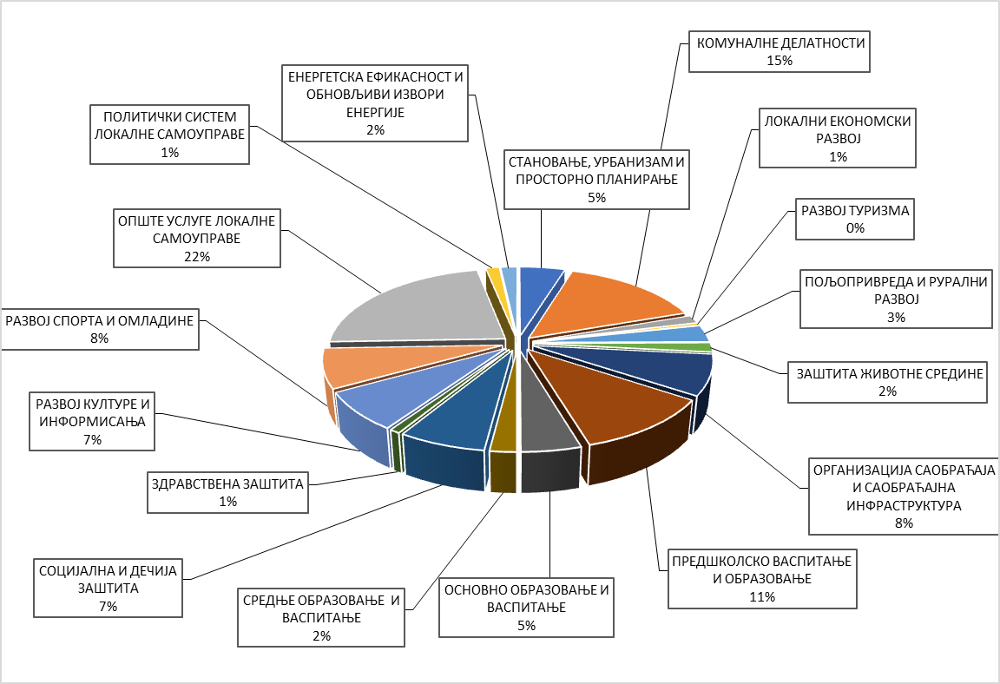 КОМУНАЛНЕ ДЕЛАТНОСТИ
15%
ЕНЕРГЕТСКА ЕФИКАСНОСТ И
ОБНОВЉИВИ ИЗВОРИ
ЕНЕРГИЈЕ
2%
ПОЛИТИЧКИ СИСТЕМ
ЛОКАЛНЕ САМОУПРАВЕ
1%
ЛОКАЛНИ ЕКОНОМСКИ
РАЗВОЈ
1%
СТАНОВАЊЕ, УРБАНИЗАМ И
ПРОСТОРНО ПЛАНИРАЊЕ
5%
РАЗВОЈ ТУРИЗМА
0%
ОПШТЕ УСЛУГЕ ЛОКАЛНЕ
САМОУПРАВЕ
22%
ПОЉОПРИВРЕДА И РУРАЛНИ
РАЗВОЈ
3%
РАЗВОЈ СПОРТА И ОМЛАДИНЕ
8%
ЗАШТИТА ЖИВОТНЕ СРЕДИНЕ
2%
РАЗВОЈ КУЛТУРЕ И
ИНФОРМИСАЊА
7%
ОРГАНИЗАЦИЈА САОБРАЋАЈА
И САОБРАЋАЈНА
ИНФРАСТРУКТУРА
8%
ЗДРАВСТВЕНА ЗАШТИТА
1%
ПРЕДШКОЛСКО ВАСПИТАЊЕ
И ОБРАЗОВАЊЕ
11%
СОЦИЈАЛНА И ДЕЧИЈА
ЗАШТИТА
7%
ОСНОВНО ОБРАЗОВАЊЕ И
ВАСПИТАЊЕ
5%
СРЕДЊЕ ОБРАЗОВАЊЕ И
ВАСПИТАЊЕ
2%